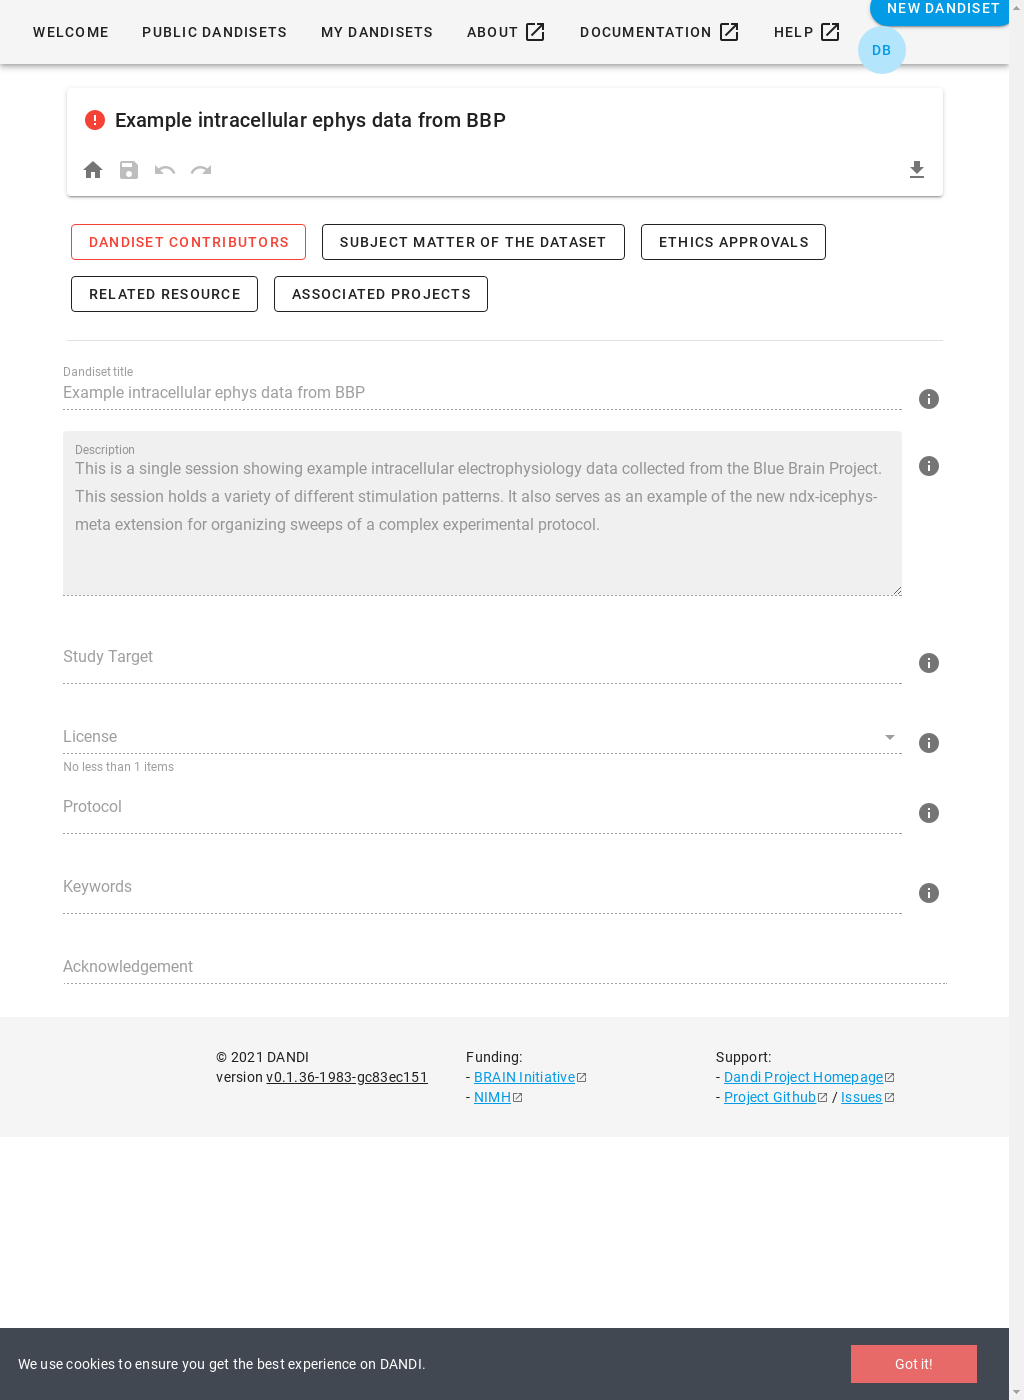 WELCOME PUBLIC DANDISETS MY DANDISETS ABOUT DOCUMENTATION HELP NEW DANDISET
DB
Example intracellular ephys data from BBP
DANDISET CONTRIBUTORS SUBJECT MATTER OF THE DATASET ETHICS APPROVALS
RELATED RESOURCE ASSOCIATED PROJECTS
Dandiset title
Example intracellular ephys data from BBP
Description
This is a single session showing example intracellular electrophysiology data collected from the Blue Brain Project.
This session holds a variety of different stimulation patterns. It also serves as an example of the new ndx-icephys-
meta extension for organizing sweeps of a complex experimental protocol.
Study Target
License
No less than 1 items
Protocol
Keywords
Acknowledgement
© 2021 DANDI
version v0.1.36-1983-gc83ec151
Funding:
- BRAIN Initiative
- NIMH
Support:
- Dandi Project Homepage
- Project Github / Issues
We use cookies to ensure you get the best experience on DANDI.
Got it!